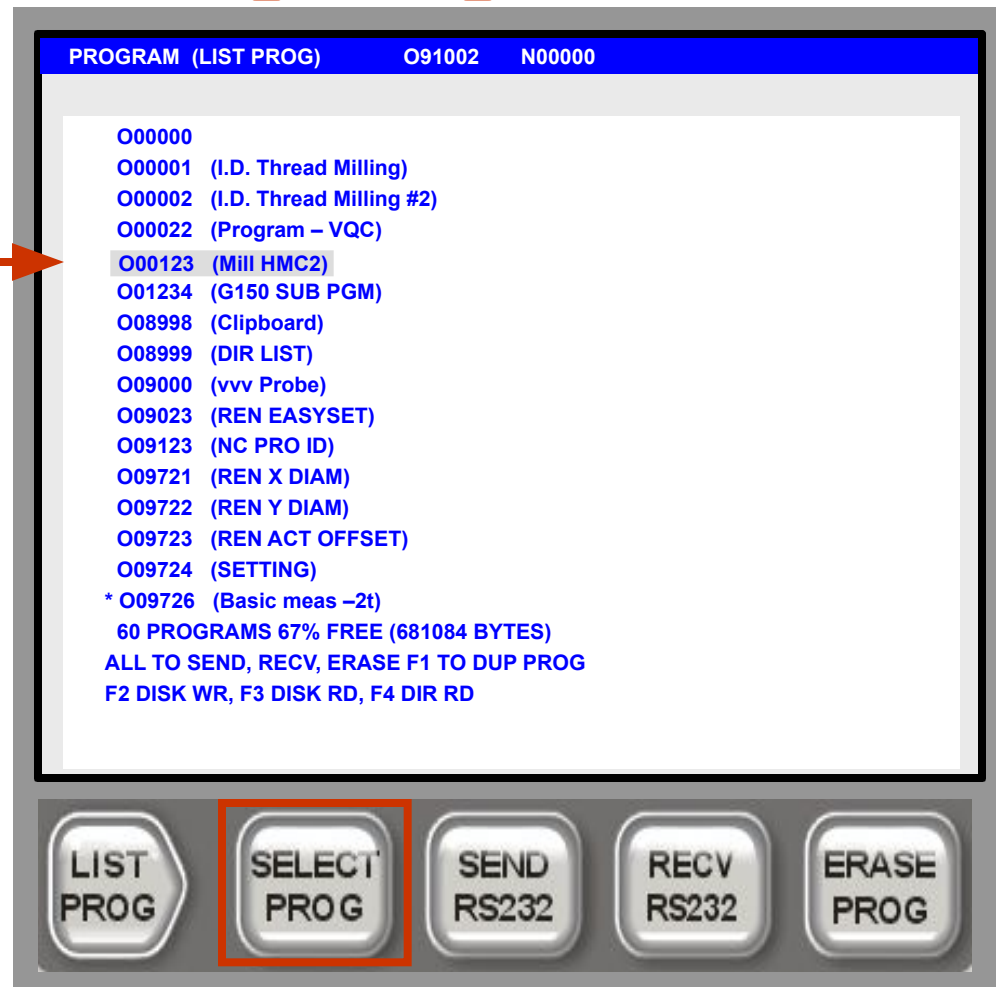 PROGRAM (LIST PROG) O91002 N00000
O00000
O00001 (I.D. Thread Milling)
O00002 (I.D. Thread Milling #2)
O00022 (Program – VQC)
O00123 (Mill HMC2)
O01234 (G150 SUB PGM)
O08998 (Clipboard)
O08999 (DIR LIST)
O09000 (vvv Probe)
O09023 (REN EASYSET)
O09123 (NC PRO ID)
O09721 (REN X DIAM)
O09722 (REN Y DIAM)
O09723 (REN ACT OFFSET)
O09724 (SETTING)
* O09726 (Basic meas –2t)
60 PROGRAMS 67% FREE (681084 BYTES)
ALL TO SEND, RECV, ERASE F1 TO DUP PROG
F2 DISK WR, F3 DISK RD, F4 DIR RD
LIST PROG
SELECT PROG
SEND RS232
RECV RS232
ERASE PROG